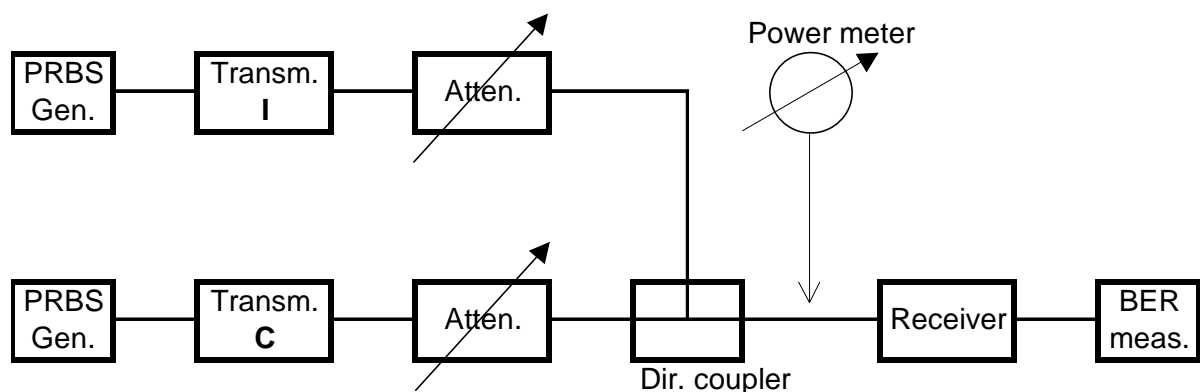 Power meter
PRBS
Gen.
Transm.
I
Atten.
PRBS
Gen.
Transm.
C
Atten.
Dir. coupler
Receiver
BER
meas.